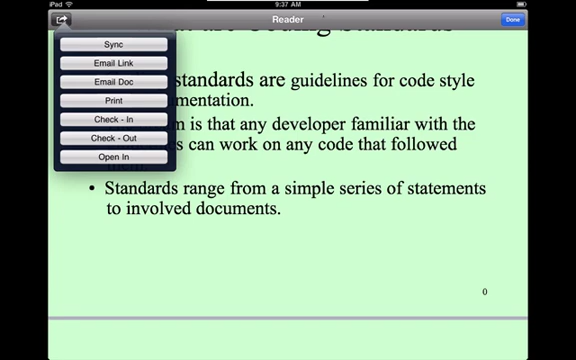 iPad
9:37 AM
Reader
Done
Coding Standards
Sync
Email Link
Email Doc
Print
Check - In
Check - Out
Open In
standards are guidelines for code style
mentation.
is that any developer familiar with the
can work on any code that followed
• Standards range from a simple series of statements
to involved documents.
0